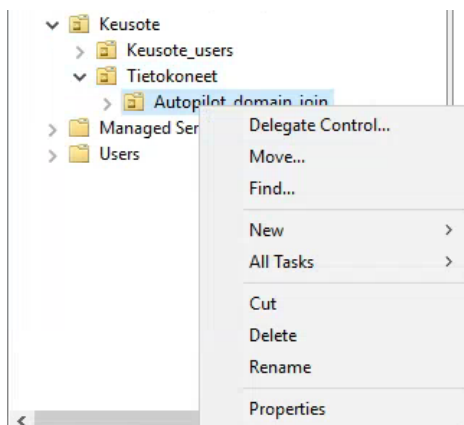 Keusote
Keusote_users
Tietokoneet
Autopilot_domain_join
Managed Ser
Users
Delegate Control...
Move...
Find...
New
All Tasks
Cut
Delete
Rename
Properties